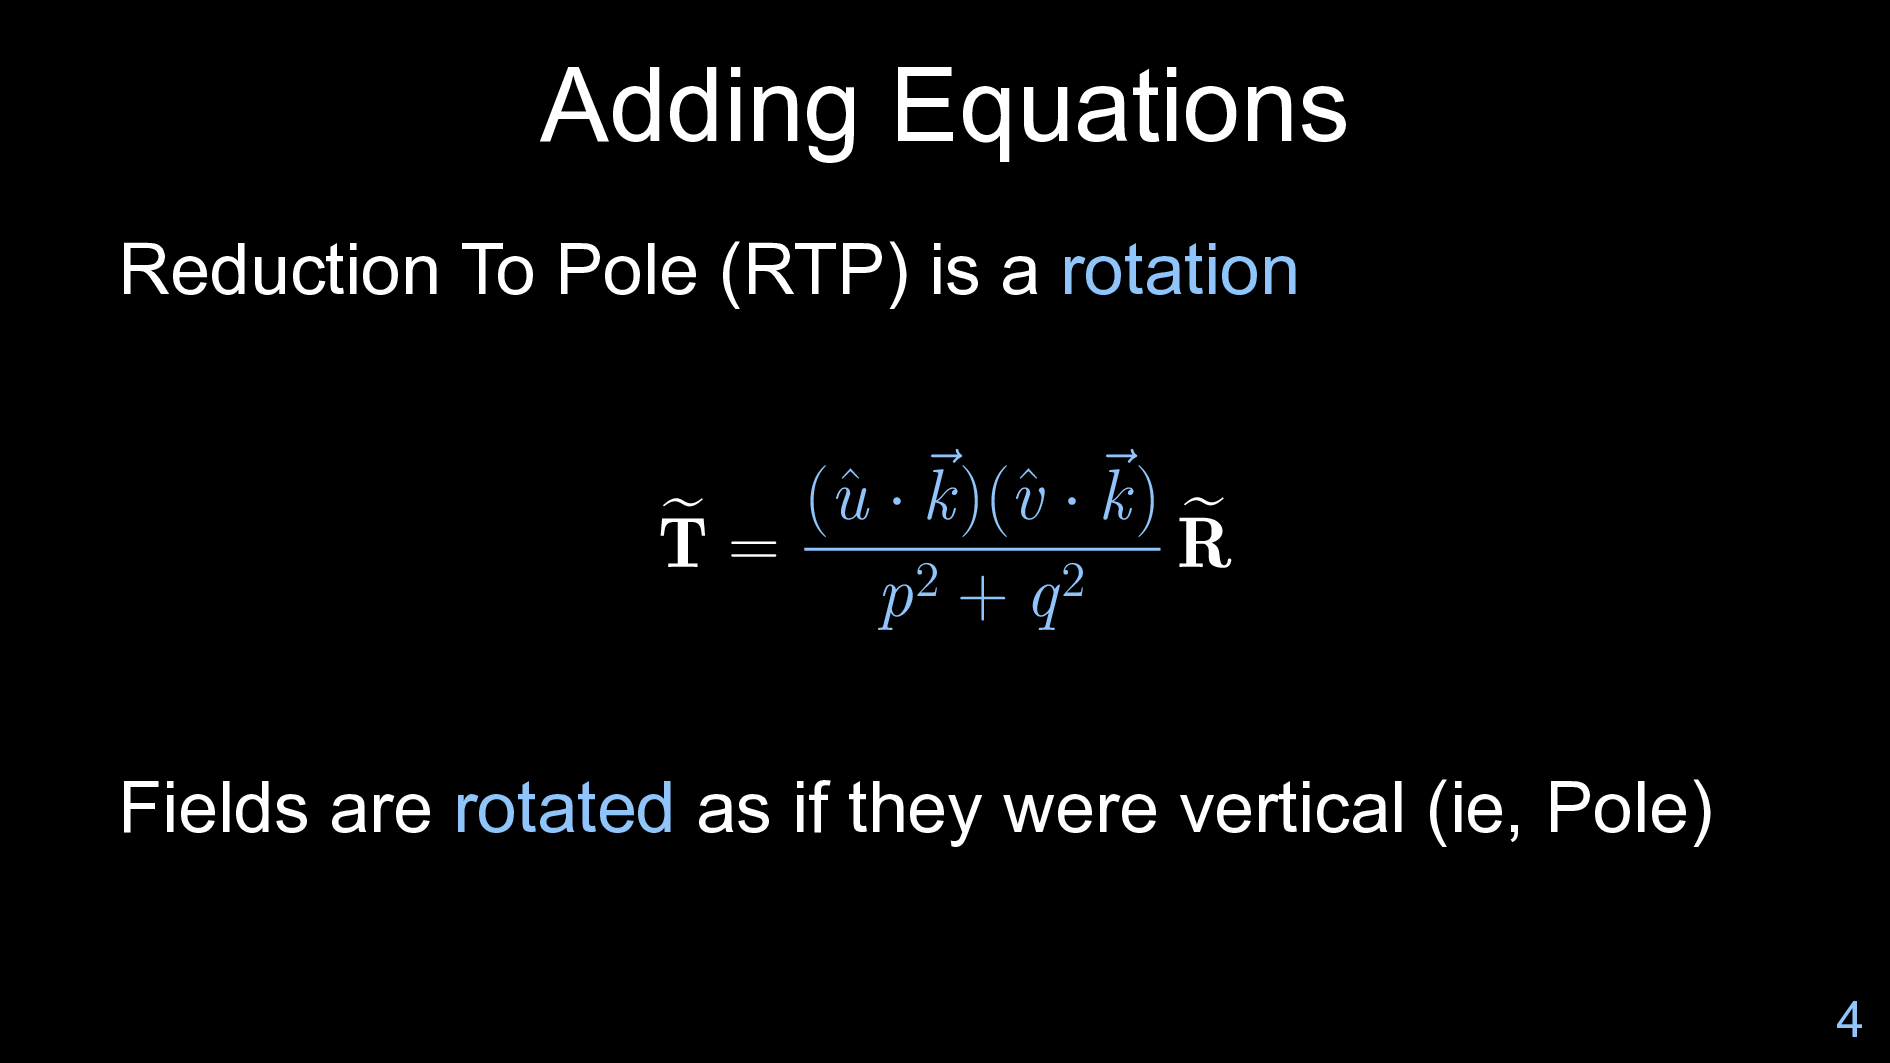 Adding Equations
Reduction To Pole (RTP) is a rotation
$\widetilde{\mathbf{T}} = \frac{(\hat{u} \cdot \vec{k})(\hat{v} \cdot \vec{k})}{p^2 + q^2} \widetilde{\mathbf{R}}$
Fields are rotated as if they were vertical (ie, Pole)
4